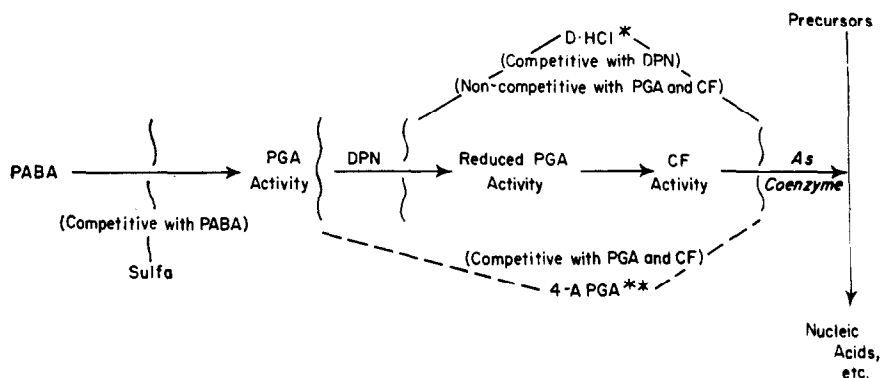 Precursors
D·HCl*
(Competitive with DPN)
(Non-competitive with PGA and CF)
PABA
PGA
Activity
DPN
Reduced PGA
Activity
CF
Activity
As
Coenzyme
(Competitive with PABA)
Sulfa
(Competitive with PGA and CF)
4-A PGA**
Nucleic
Acids,
etc.